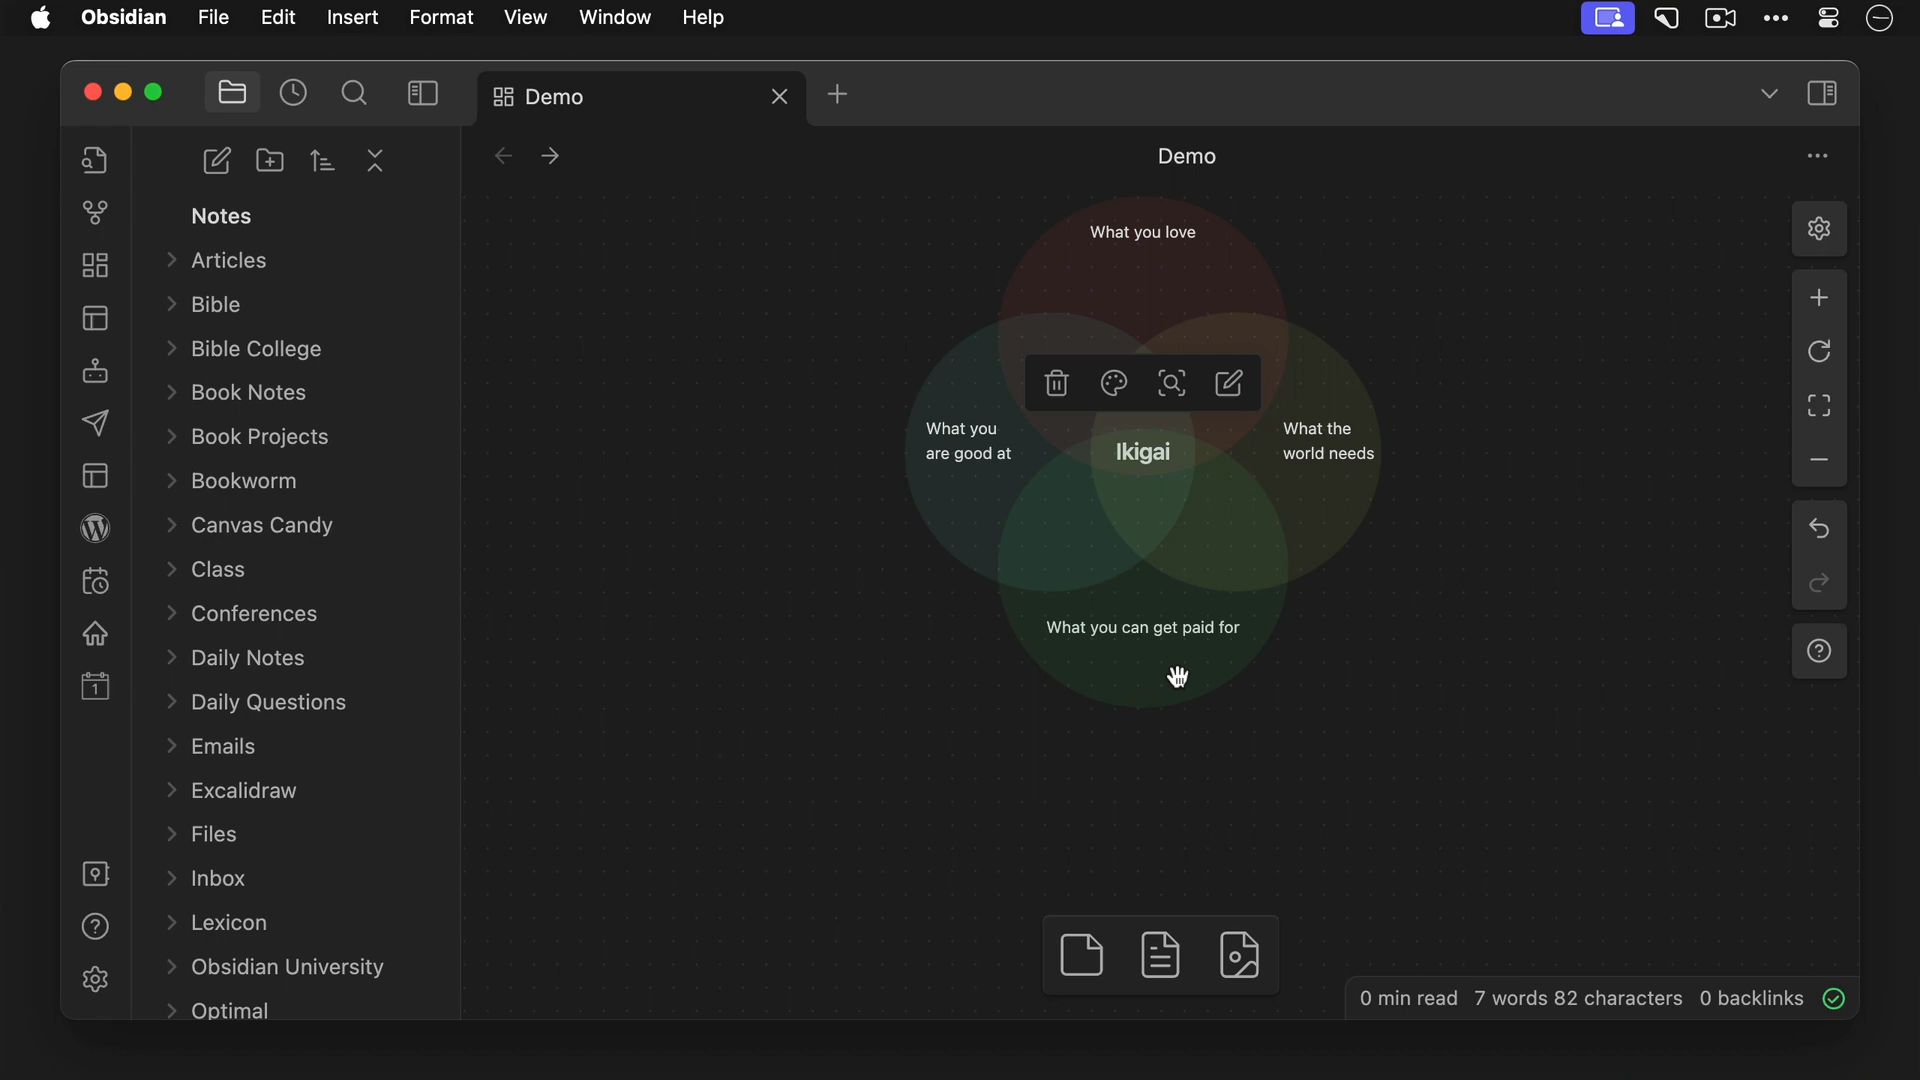 Obsidian File Edit Insert Format View Window Help
Demo
Demo
Notes
Articles
Bible
Bible College
Book Notes
Book Projects
Bookworm
Canvas Candy
Class
Conferences
Daily Notes
Daily Questions
Emails
Excalidraw
Files
Inbox
Lexicon
Obsidian University
Optimal
1
What you love
What you
are good at
Ikigai
What the
world needs
What you can get paid for
0 min read 7 words 82 characters 0 backlinks